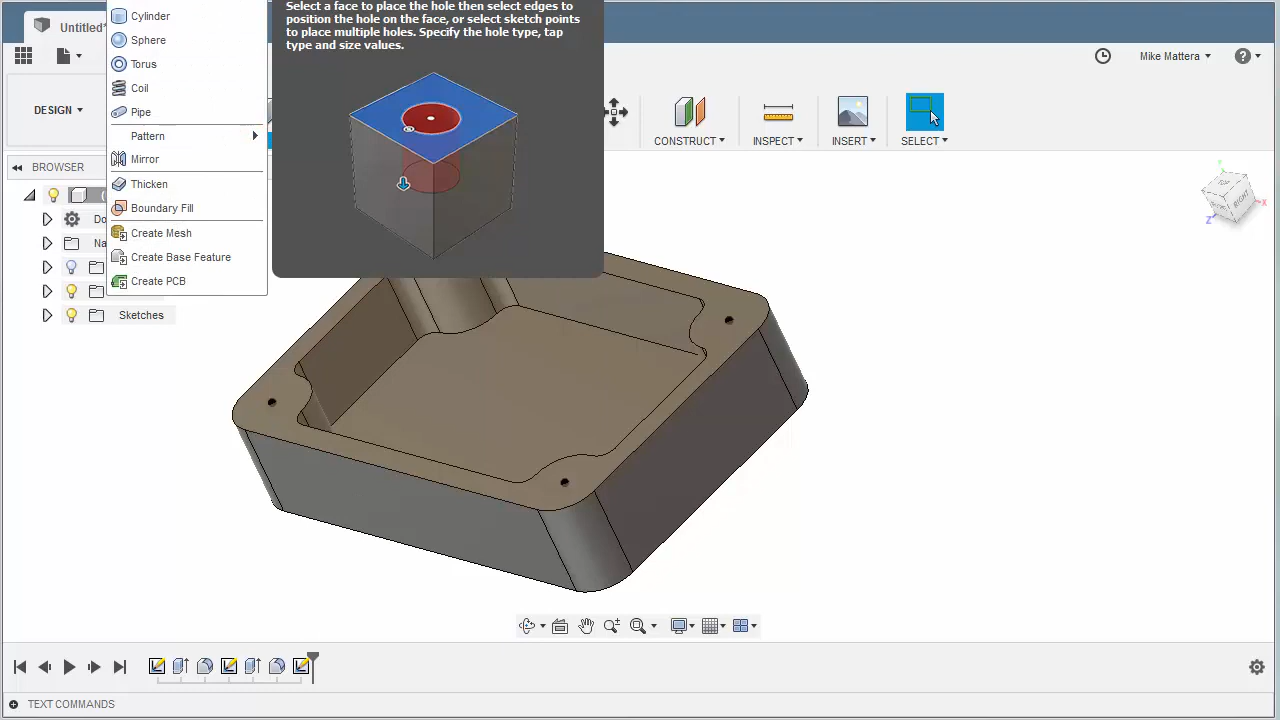 Select a face to place the hole then select edges to
position the hole on the face, or select sketch points
to place multiple holes. Specify the hole type, tap
type and size values.
Untitled*
Cylinder
Sphere
Torus
Coil
Pipe
Pattern
Mirror
Thicken
Boundary Fill
Create Mesh
Create Base Feature
Create PCB
Mike Mattera
DESIGN
CONSTRUCT
INSPECT
INSERT
SELECT
BROWSER
Do
Na
Sketches
RIGHT
X
Y
Z
TEXT COMMANDS